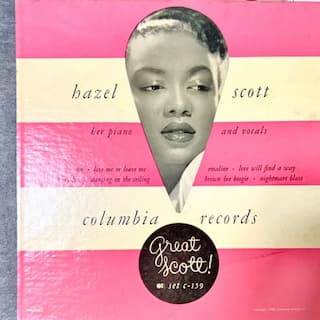 hazel scott
her piano and vocals
love me or leave me emaline · love will find a way
dancing on the ceiling brown bee boogie · nightmare blues
columbia records
Great
Scott!
set c-159